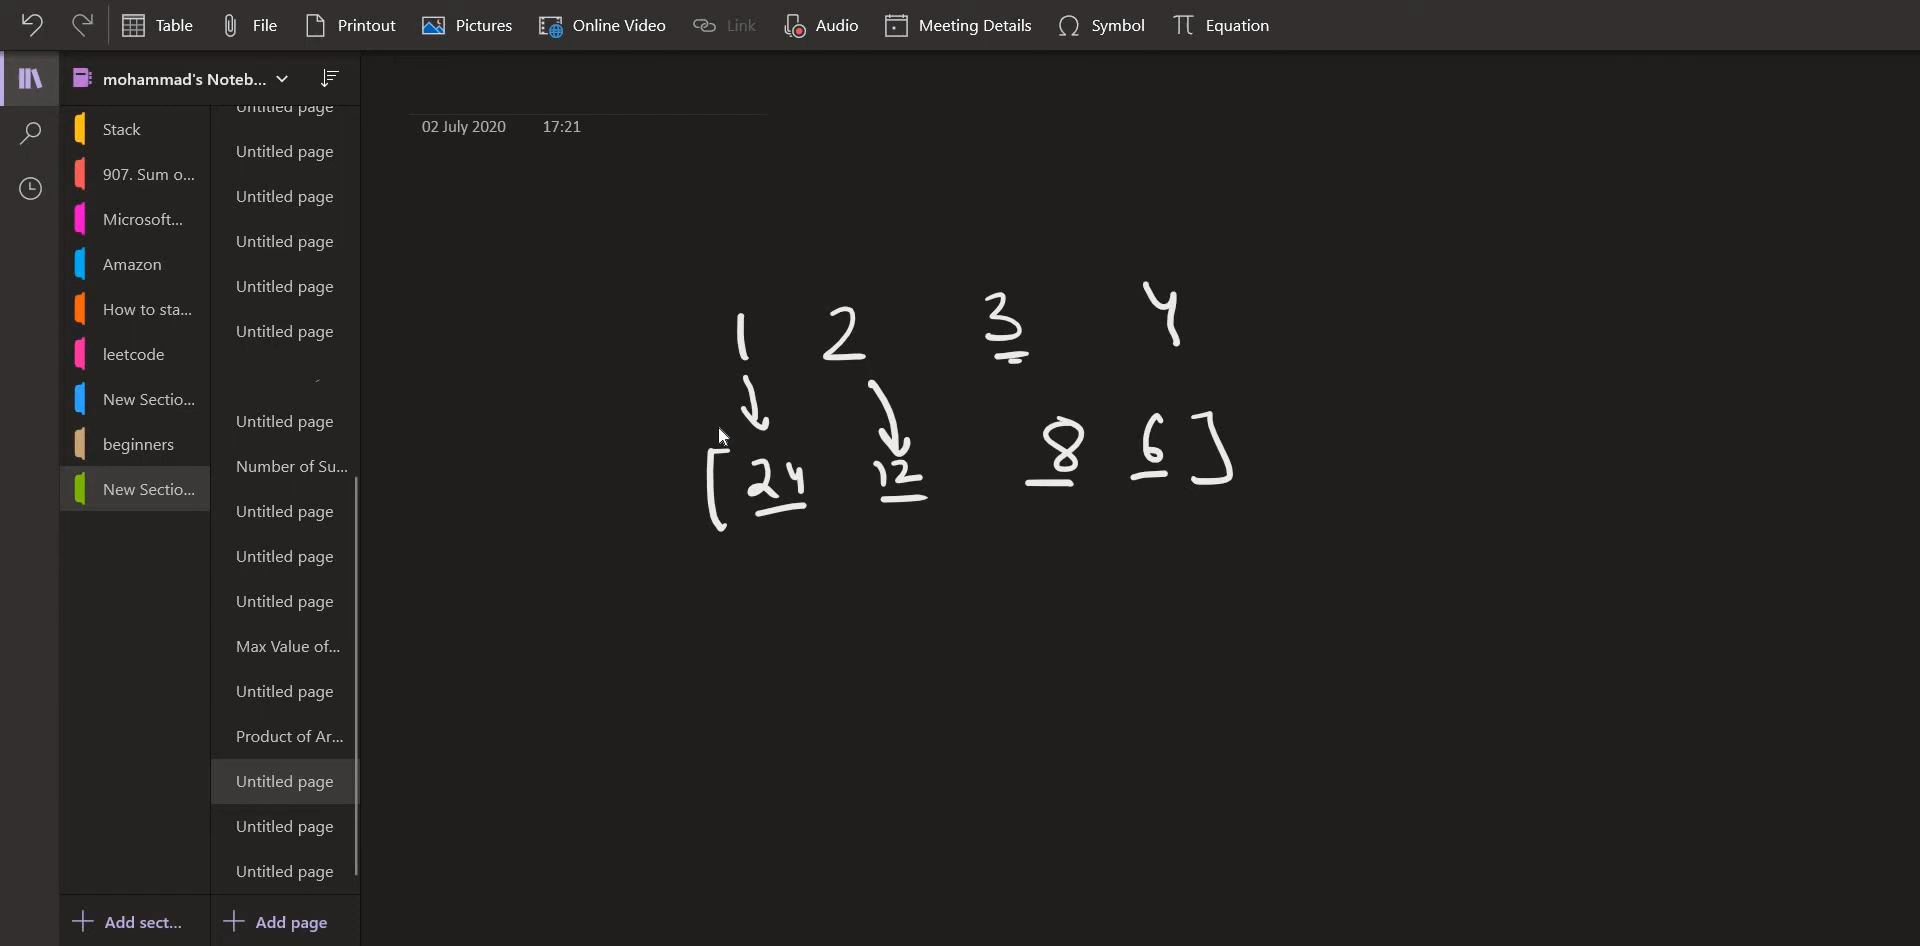 Table File Printout Pictures Online Video Link Audio Meeting Details Symbol Equation
mohammad's Noteb...
Stack
907. Sum o...
Microsoft...
Amazon
How to sta...
leetcode
New Sectio...
beginners
New Sectio...
Add sect...
Untitled page
Untitled page
Untitled page
Untitled page
Untitled page
Untitled page
Untitled page
Number of Su...
Untitled page
Untitled page
Untitled page
Max Value of...
Untitled page
Product of Ar...
Untitled page
Untitled page
Untitled page
Add page
02 July 2020 17:21
1 2 3 4
[ 24 12 8 6 ]